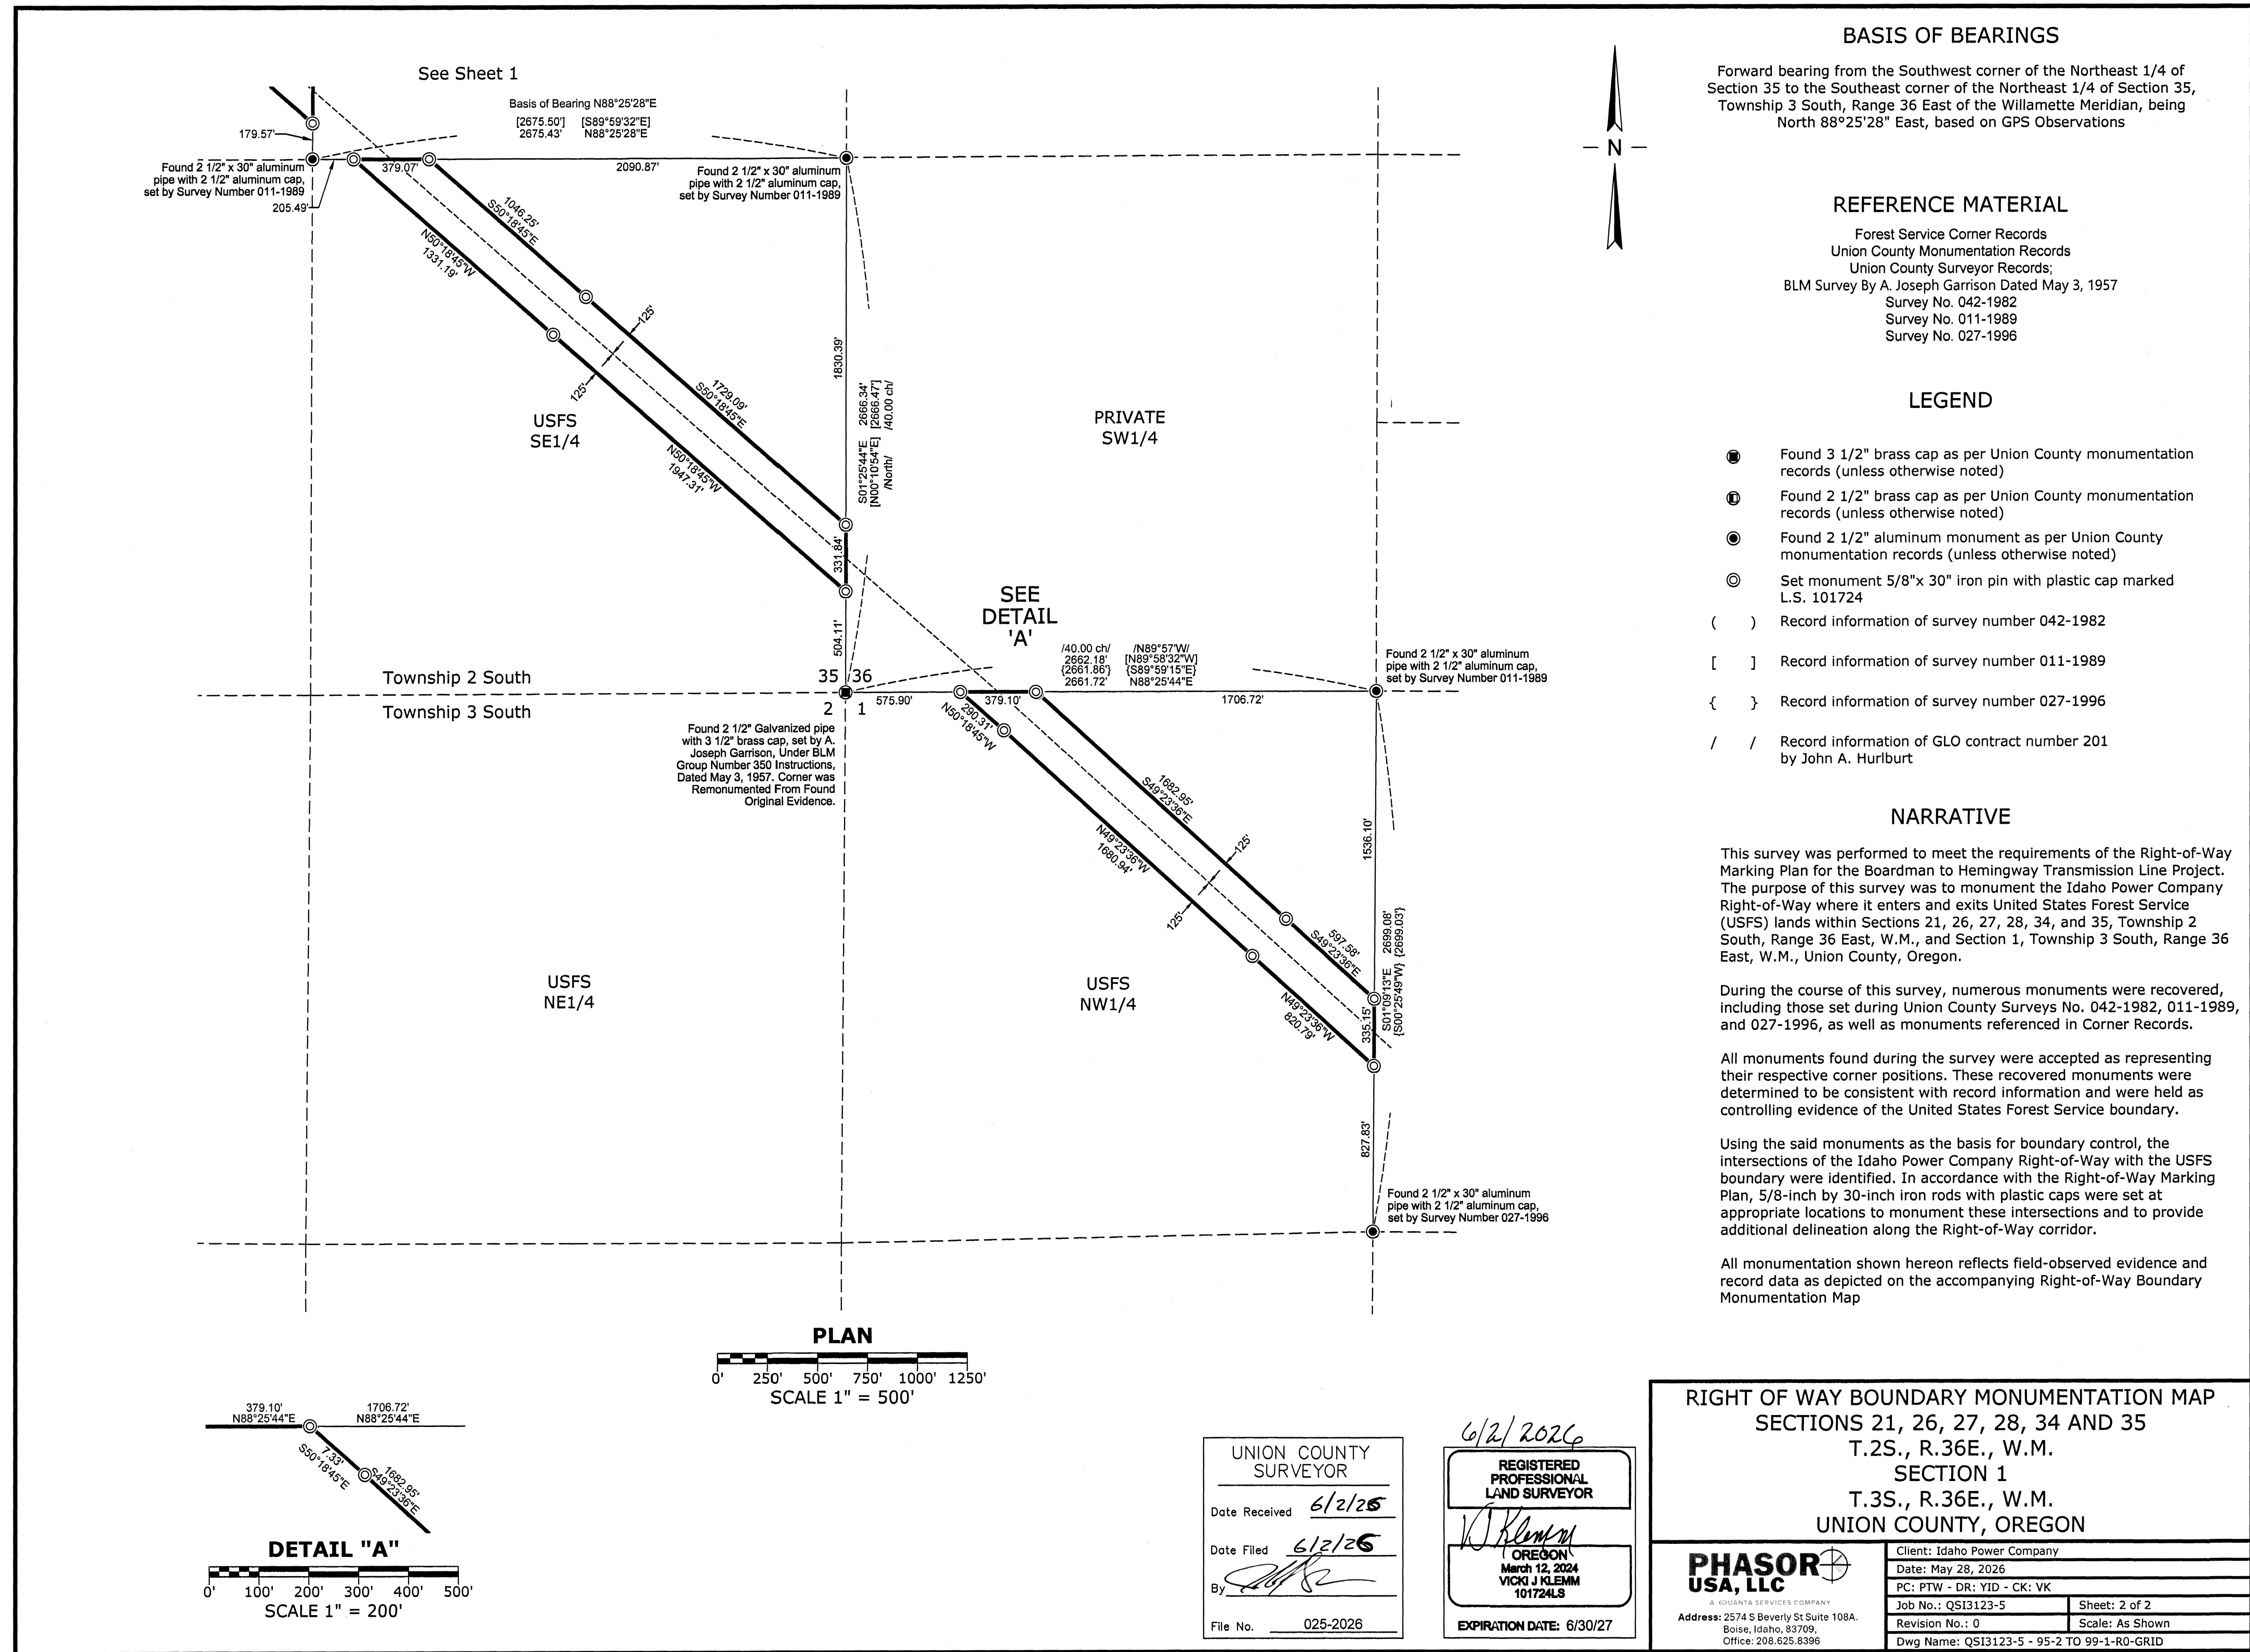 See Sheet 1
Basis of Bearing N88°25'28"E
[2675.50'] [S89°59'32"E]
2675.43' N88°25'28"E
179.57'
Found 2 1/2" x 30" aluminum
pipe with 2 1/2" aluminum cap,
set by Survey Number 011-1989
205.49'
379.07'
2090.87'
Found 2 1/2" x 30" aluminum
pipe with 2 1/2" aluminum cap,
set by Survey Number 011-1989
1046.25'
S50°18'45"E
N50°18'45"W
1331.19'
125'
125'
1729.09'
S50°18'45"E
N50°18'45"W
1947.31'
USFS
SE1/4
1830.39'
S01°25'44"E 2666.34'
[N00°10'54"E] [2666.47']
/North/ /40.00 ch/
331.84'
504.11'
PRIVATE
SW1/4
N
SEE
DETAIL
'A'
/40.00 ch/ /N89°57'W/
2662.18' [N89°58'32"W]
{2661.86'} {S89°59'15"E}
2661.72' N88°25'44"E
Found 2 1/2" x 30" aluminum
pipe with 2 1/2" aluminum cap,
set by Survey Number 011-1989
Township 2 South
Township 3 South
35 36
2 1
575.90'
379.10'
1706.72'
Found 2 1/2" Galvanized pipe
with 3 1/2" brass cap, set by A.
Joseph Garrison, Under BLM
Group Number 350 Instructions,
Dated May 3, 1957. Corner was
Remonumented From Found
Original Evidence.
290.31'
N50°18'45"W
1682.95'
S49°23'36"E
N49°23'36"W
1680.94'
125'
125'
597.58'
S49°23'36"E
N49°23'36"W
820.79'
1536.10'
S01°09'13"E 2699.08'
{S00°25'49"W} {2699.03'}
335.15'
827.83'
USFS
NE1/4
USFS
NW1/4
Found 2 1/2" x 30" aluminum
pipe with 2 1/2" aluminum cap,
set by Survey Number 027-1996
PLAN
0' 250' 500' 750' 1000' 1250'
SCALE 1" = 500'
379.10'
N88°25'44"E
1706.72'
N88°25'44"E
7.33'
S50°18'45"E
1682.95'
S49°23'36"E
DETAIL "A"
0' 100' 200' 300' 400' 500'
SCALE 1" = 200'
BASIS OF BEARINGS
Forward bearing from the Southwest corner of the Northeast 1/4 of
Section 35 to the Southeast corner of the Northeast 1/4 of Section 35,
Township 3 South, Range 36 East of the Willamette Meridian, being
North 88°25'28" East, based on GPS Observations
REFERENCE MATERIAL
Forest Service Corner Records
Union County Monumentation Records
Union County Surveyor Records;
BLM Survey By A. Joseph Garrison Dated May 3, 1957
Survey No. 042-1982
Survey No. 011-1989
Survey No. 027-1996
LEGEND
Found 3 1/2" brass cap as per Union County monumentation
records (unless otherwise noted)
Found 2 1/2" brass cap as per Union County monumentation
records (unless otherwise noted)
Found 2 1/2" aluminum monument as per Union County
monumentation records (unless otherwise noted)
Set monument 5/8"x 30" iron pin with plastic cap marked
L.S. 101724
( ) Record information of survey number 042-1982
[ ] Record information of survey number 011-1989
{ } Record information of survey number 027-1996
/ / Record information of GLO contract number 201
by John A. Hurlburt
NARRATIVE
This survey was performed to meet the requirements of the Right-of-Way
Marking Plan for the Boardman to Hemingway Transmission Line Project.
The purpose of this survey was to monument the Idaho Power Company
Right-of-Way where it enters and exits United States Forest Service
(USFS) lands within Sections 21, 26, 27, 28, 34, and 35, Township 2
South, Range 36 East, W.M., and Section 1, Township 3 South, Range 36
East, W.M., Union County, Oregon.
During the course of this survey, numerous monuments were recovered,
including those set during Union County Surveys No. 042-1982, 011-1989,
and 027-1996, as well as monuments referenced in Corner Records.
All monuments found during the survey were accepted as representing
their respective corner positions. These recovered monuments were
determined to be consistent with record information and were held as
controlling evidence of the United States Forest Service boundary.
Using the said monuments as the basis for boundary control, the
intersections of the Idaho Power Company Right-of-Way with the USFS
boundary were identified. In accordance with the Right-of-Way Marking
Plan, 5/8-inch by 30-inch iron rods with plastic caps were set at
appropriate locations to monument these intersections and to provide
additional delineation along the Right-of-Way corridor.
All monumentation shown hereon reflects field-observed evidence and
record data as depicted on the accompanying Right-of-Way Boundary
Monumentation Map
UNION COUNTY
SURVEYOR
Date Received 6/2/26
Date Filed 6/2/26
By
File No. 025-2026
6/2/2026
REGISTERED
PROFESSIONAL
LAND SURVEYOR
VJ Klemm
OREGON
March 12, 2024
VICKI J KLEMM
101724LS
EXPIRATION DATE: 6/30/27
RIGHT OF WAY BOUNDARY MONUMENTATION MAP
SECTIONS 21, 26, 27, 28, 34 AND 35
T.2S., R.36E., W.M.
SECTION 1
T.3S., R.36E., W.M.
UNION COUNTY, OREGON
PHASOR
USA, LLC
A QUANTA SERVICES COMPANY
Address: 2574 S Beverly St Suite 108A.
Boise, Idaho, 83709,
Office: 208.625.8396
Client: Idaho Power Company
Date: May 28, 2026
PC: PTW - DR: YID - CK: VK
Job No.: QSI3123-5 Sheet: 2 of 2
Revision No.: 0 Scale: As Shown
Dwg Name: QSI3123-5 - 95-2 TO 99-1-R0-GRID